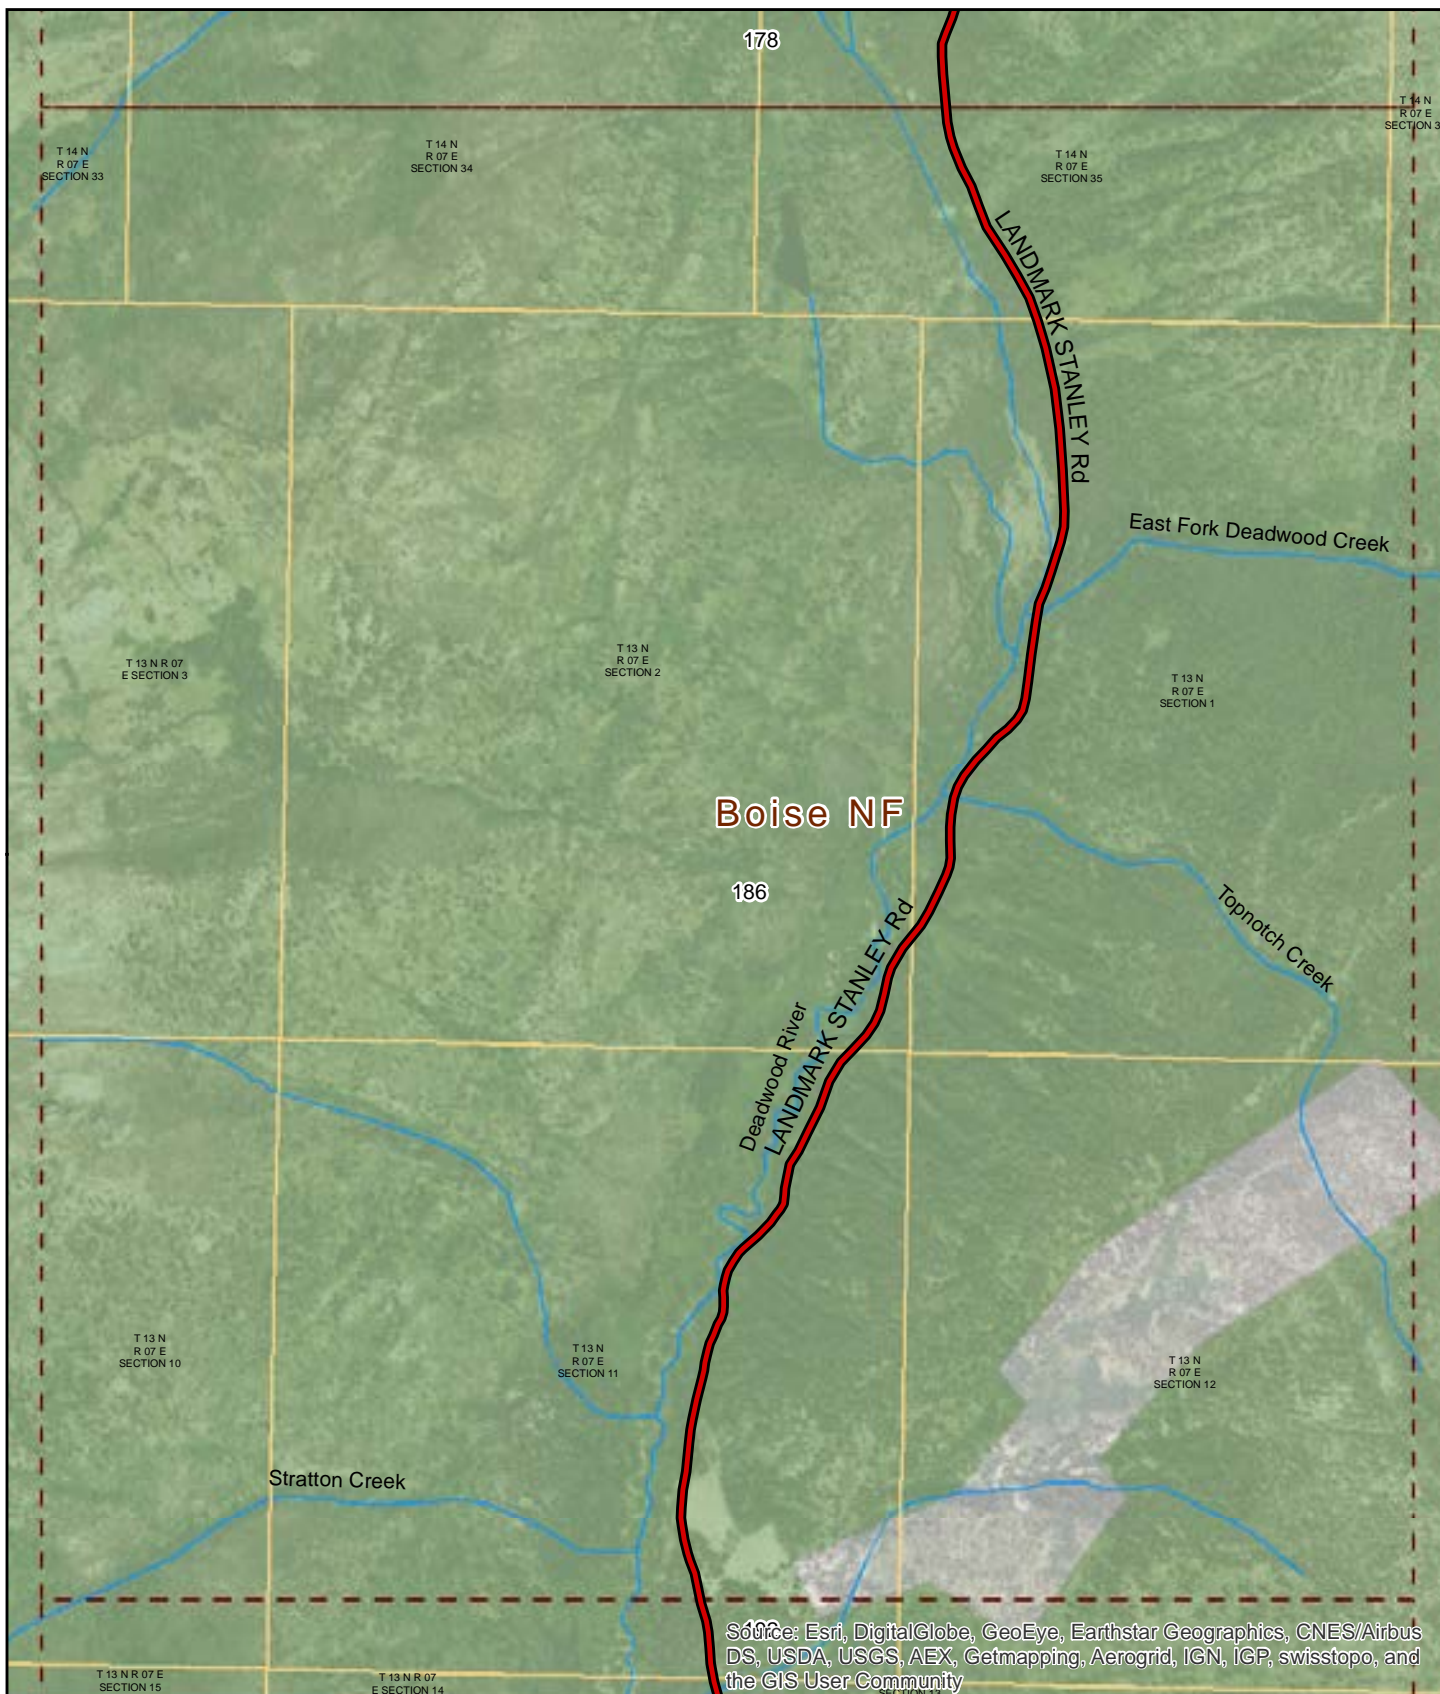 178
T 14 N
R 07 E
SECTION 3
T 14 N
R 07 E
SECTION 33
T 14 N
R 07 E
SECTION 34
T 14 N
R 07 E
SECTION 35
LANDMARK STANLEY Rd
East Fork Deadwood Creek
T 13 N R 07
E SECTION 3
T 13 N
R 07 E
SECTION 2
T 13 N
R 07 E
SECTION 1
Boise NF
186
Topnotch Creek
LANDMARK STANLEY Rd
Deadwood River
T 13 N
R 07 E
SECTION 10
T 13 N
R 07 E
SECTION 11
T 13 N
R 07 E
SECTION 12
Stratton Creek
Source: Esri, DigitalGlobe, GeoEye, Earthstar Geographics, CNES/Airbus
DS, USDA, USGS, AEX, Getmapping, Aerogrid, IGN, IGP, swisstopo, and
the GIS User Community
T 13 N R 07 E
SECTION 15
T 13 N R 07
E SECTION 14